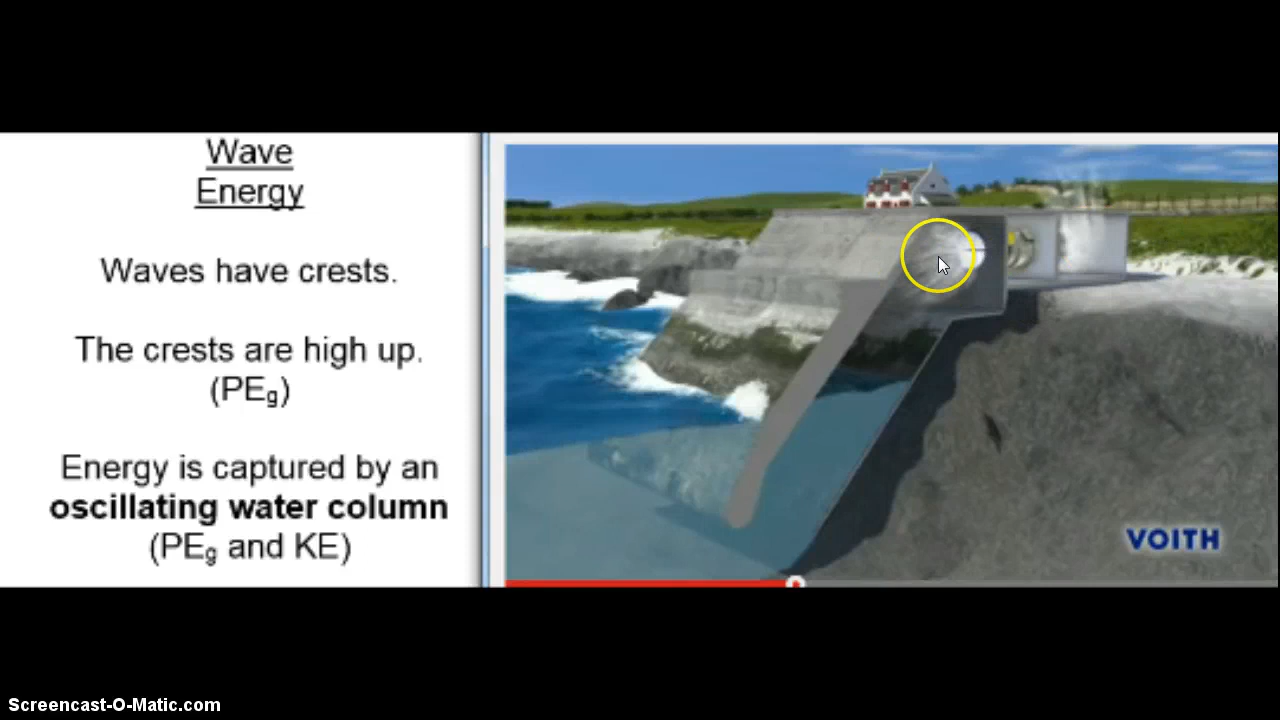 Wave
Energy
Waves have crests.
The crests are high up.
(PEg)
Energy is captured by an
oscillating water column
(PEg and KE)
VOITH
Screencast-O-Matic.com